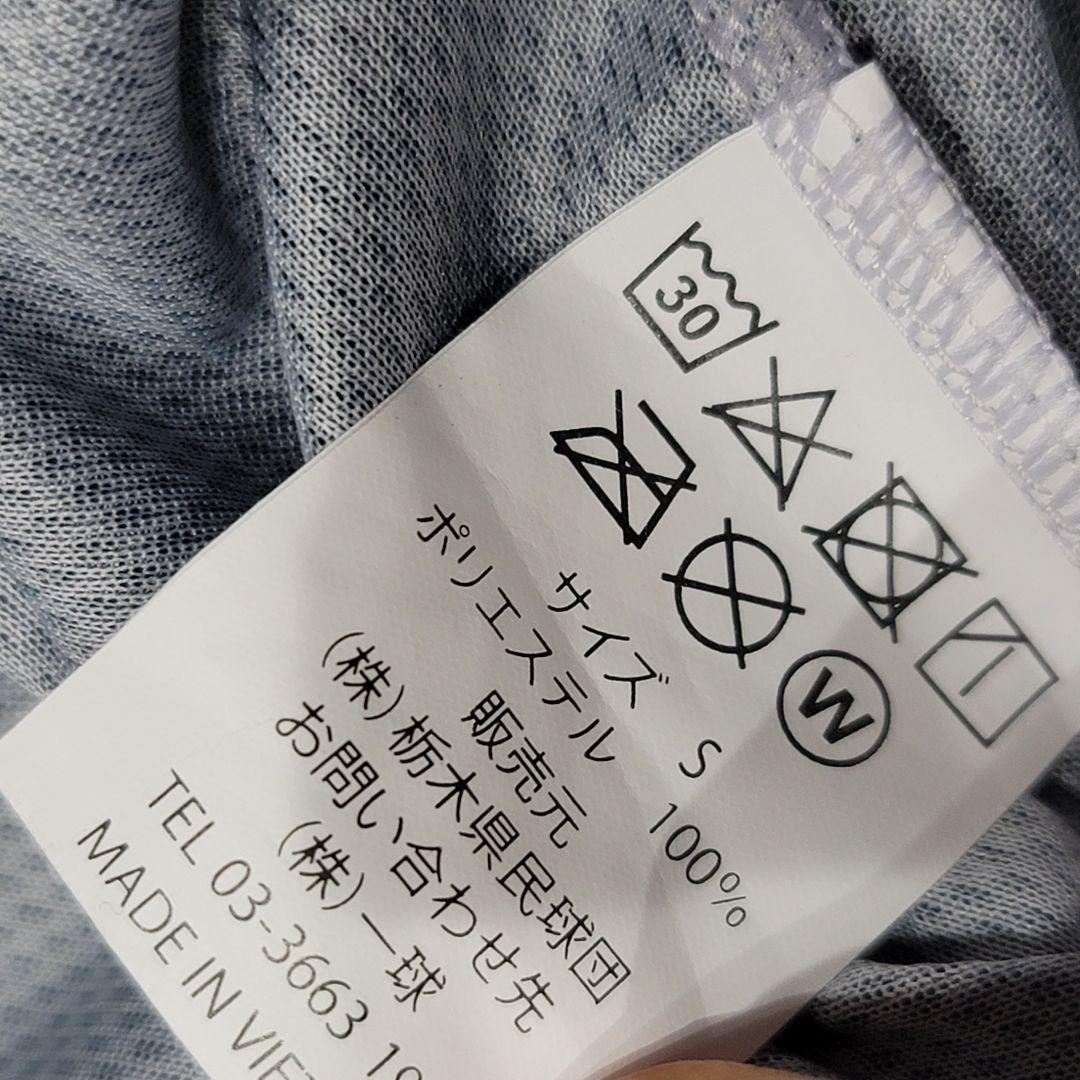 30
W
サイズ S
ポリエステル 100%
販売元
(株)栃木県民球団
お問い合わせ先
(株)一球
TEL 03-3663
MADE IN